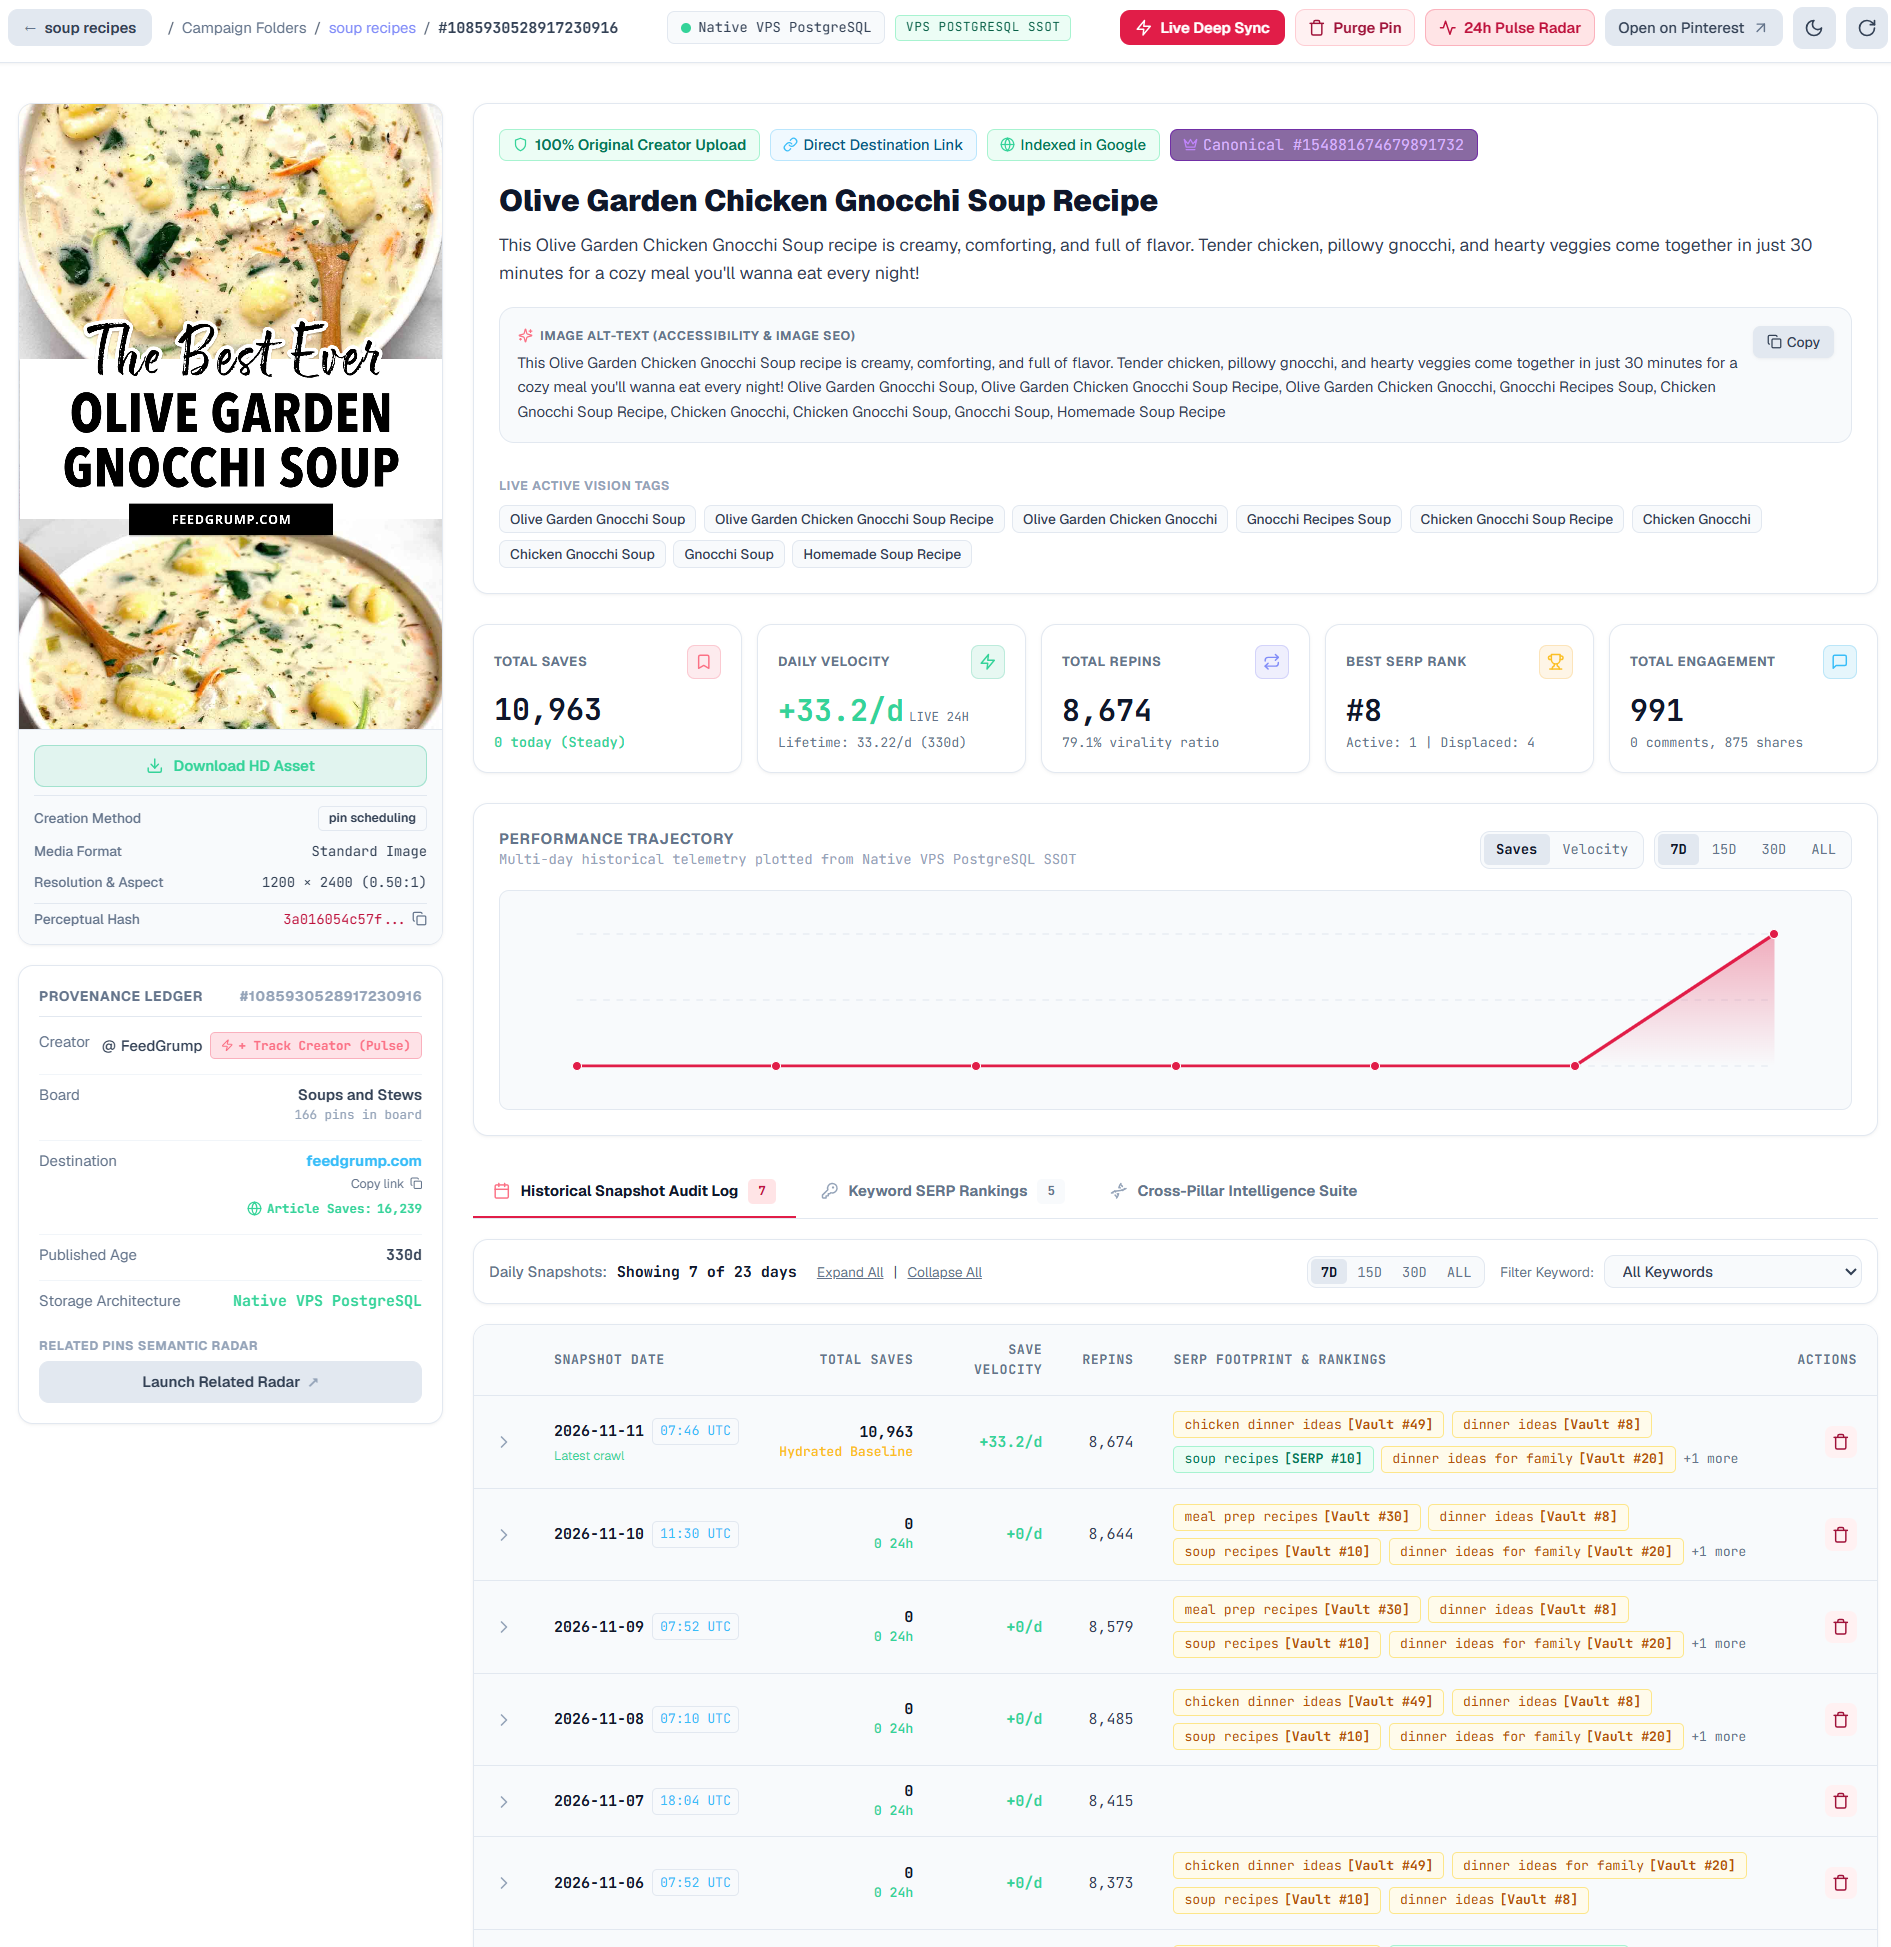 ← soup recipes / Campaign Folders / soup recipes / #1085930528917230916 Native VPS PostgreSQL VPS POSTGRESQL SSOT Live Deep Sync Purge Pin 24h Pulse Radar Open on Pinterest ↗
The Best Ever
OLIVE GARDEN
GNOCCHI SOUP
FEEDGRUMP.COM
Download HD Asset
Creation Method pin scheduling
Media Format Standard Image
Resolution & Aspect 1200 × 2400 (0.50:1)
Perceptual Hash 3a016054c57f...
PROVENANCE LEDGER #1085930528917230916
Creator @ FeedGrump + Track Creator (Pulse)
Board Soups and Stews
166 pins in board
Destination feedgrump.com
Copy link
Article Saves: 16,239
Published Age 330d
Storage Architecture Native VPS PostgreSQL
RELATED PINS SEMANTIC RADAR
Launch Related Radar ↗
100% Original Creator Upload Direct Destination Link Indexed in Google Canonical #154881674679891732
Olive Garden Chicken Gnocchi Soup Recipe
This Olive Garden Chicken Gnocchi Soup recipe is creamy, comforting, and full of flavor. Tender chicken, pillowy gnocchi, and hearty veggies come together in just 30
minutes for a cozy meal you'll wanna eat every night!
IMAGE ALT-TEXT (ACCESSIBILITY & IMAGE SEO) Copy
This Olive Garden Chicken Gnocchi Soup recipe is creamy, comforting, and full of flavor. Tender chicken, pillowy gnocchi, and hearty veggies come together in just 30 minutes for a
cozy meal you'll wanna eat every night! Olive Garden Gnocchi Soup, Olive Garden Chicken Gnocchi Soup Recipe, Olive Garden Chicken Gnocchi, Gnocchi Recipes Soup, Chicken
Gnocchi Soup Recipe, Chicken Gnocchi, Chicken Gnocchi Soup, Gnocchi Soup, Homemade Soup Recipe
LIVE ACTIVE VISION TAGS
Olive Garden Gnocchi Soup Olive Garden Chicken Gnocchi Soup Recipe Olive Garden Chicken Gnocchi Gnocchi Recipes Soup Chicken Gnocchi Soup Recipe Chicken Gnocchi
Chicken Gnocchi Soup Gnocchi Soup Homemade Soup Recipe
TOTAL SAVES
10,963
0 today (Steady)
DAILY VELOCITY
+33.2/d LIVE 24H
Lifetime: 33.22/d (330d)
TOTAL REPINS
8,674
79.1% virality ratio
BEST SERP RANK
#8
Active: 1 | Displaced: 4
TOTAL ENGAGEMENT
991
0 comments, 875 shares
PERFORMANCE TRAJECTORY
Multi-day historical telemetry plotted from Native VPS PostgreSQL SSOT
Saves Velocity 7D 15D 30D ALL
Historical Snapshot Audit Log 7 Keyword SERP Rankings 5 Cross-Pillar Intelligence Suite
Daily Snapshots: Showing 7 of 23 days Expand All | Collapse All 7D 15D 30D ALL Filter Keyword: All Keywords
SNAPSHOT DATE TOTAL SAVES SAVE VELOCITY REPINS SERP FOOTPRINT & RANKINGS ACTIONS
2026-11-11 07:46 UTC 10,963 +33.2/d 8,674 chicken dinner ideas [Vault #49] dinner ideas [Vault #8]
Latest crawl Hydrated Baseline soup recipes [SERP #10] dinner ideas for family [Vault #20] +1 more
2026-11-10 11:30 UTC 0 +0/d 8,644 meal prep recipes [Vault #30] dinner ideas [Vault #8]
0 24h soup recipes [Vault #10] dinner ideas for family [Vault #20] +1 more
2026-11-09 07:52 UTC 0 +0/d 8,579 meal prep recipes [Vault #30] dinner ideas [Vault #8]
0 24h soup recipes [Vault #10] dinner ideas for family [Vault #20] +1 more
2026-11-08 07:10 UTC 0 +0/d 8,485 chicken dinner ideas [Vault #49] dinner ideas [Vault #8]
0 24h soup recipes [Vault #10] dinner ideas for family [Vault #20] +1 more
2026-11-07 18:04 UTC 0 +0/d 8,415
0 24h
2026-11-06 07:52 UTC 0 +0/d 8,373 chicken dinner ideas [Vault #49] dinner ideas for family [Vault #20]
0 24h soup recipes [Vault #10] dinner ideas [Vault #8]